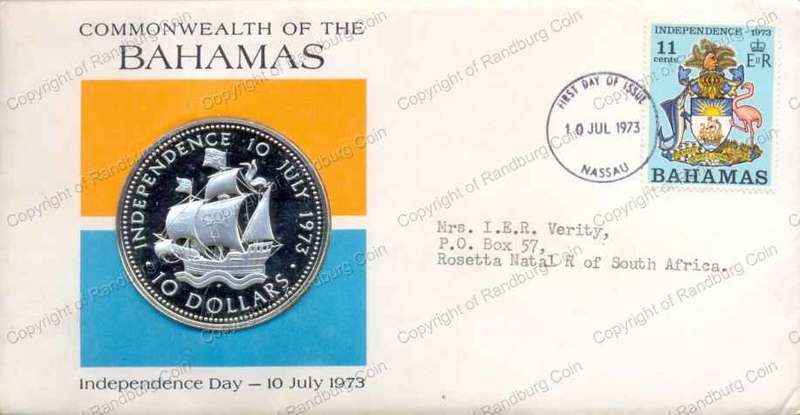 COMMONWEALTH OF THE
BAHAMAS
INDEPENDENCE 10 JULY 1973
10 DOLLARS
Independence Day – 10 July 1973
FIRST DAY OF ISSUE
10 JUL 1973
NASSAU
INDEPENDENCE - 1973
11
cents
EIIR
BAHAMAS
Mrs. I.E.R. Verity,
P.O. Box 57,
Rosetta Natal R of South Africa.
Copyright of Randburg Coin